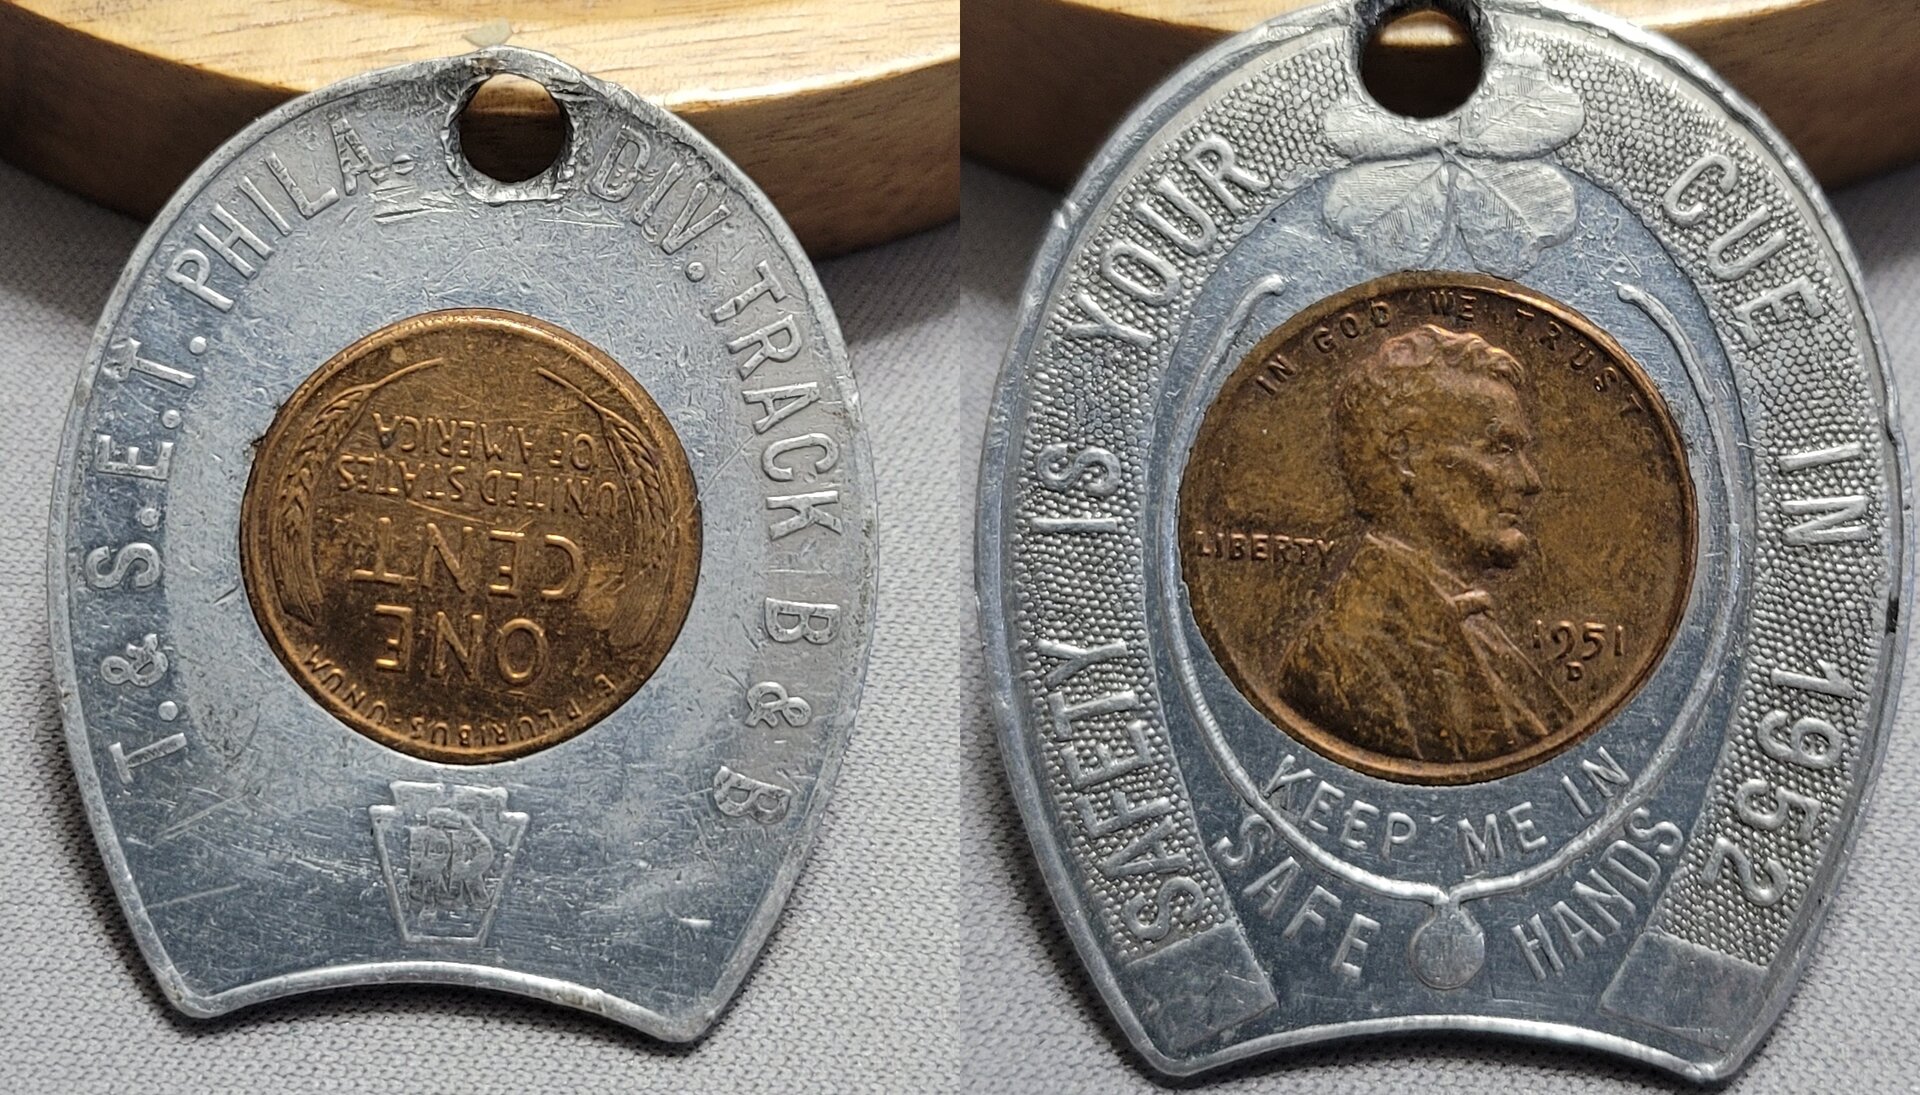 T. & S.E.T. PHILA. DIV. TRACK B & B
UNITED STATES
OF AMERICA
ONE
CENT
E·PLURIBUS·UNUM
PRR
SAFETY IS YOUR CUE IN 1952
IN GOD WE TRUST
LIBERTY
1951
D
KEEP ME IN
SAFE HANDS